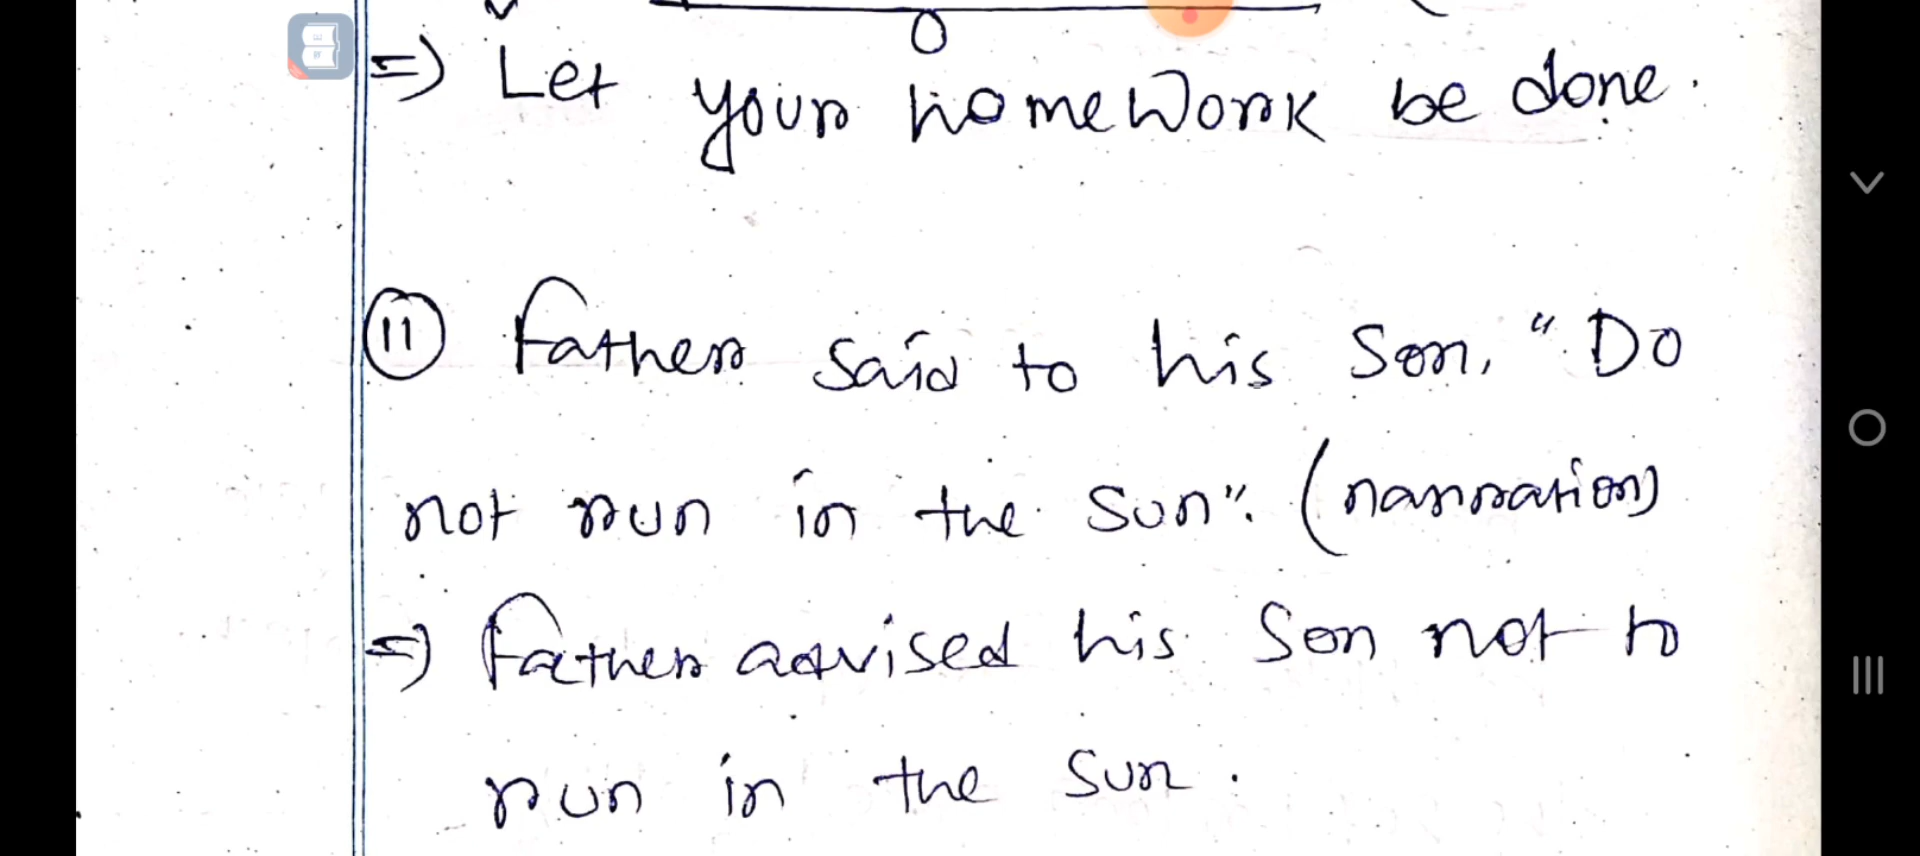 => Let your homework be done.
11 Father said to his Son, "Do
not run in the sun". (narration)
=> Father advised his Son not to
run in the sun.